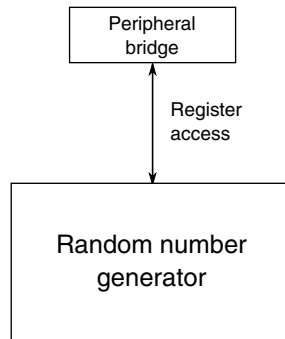 Peripheral
bridge
Register
access
Random number
generator